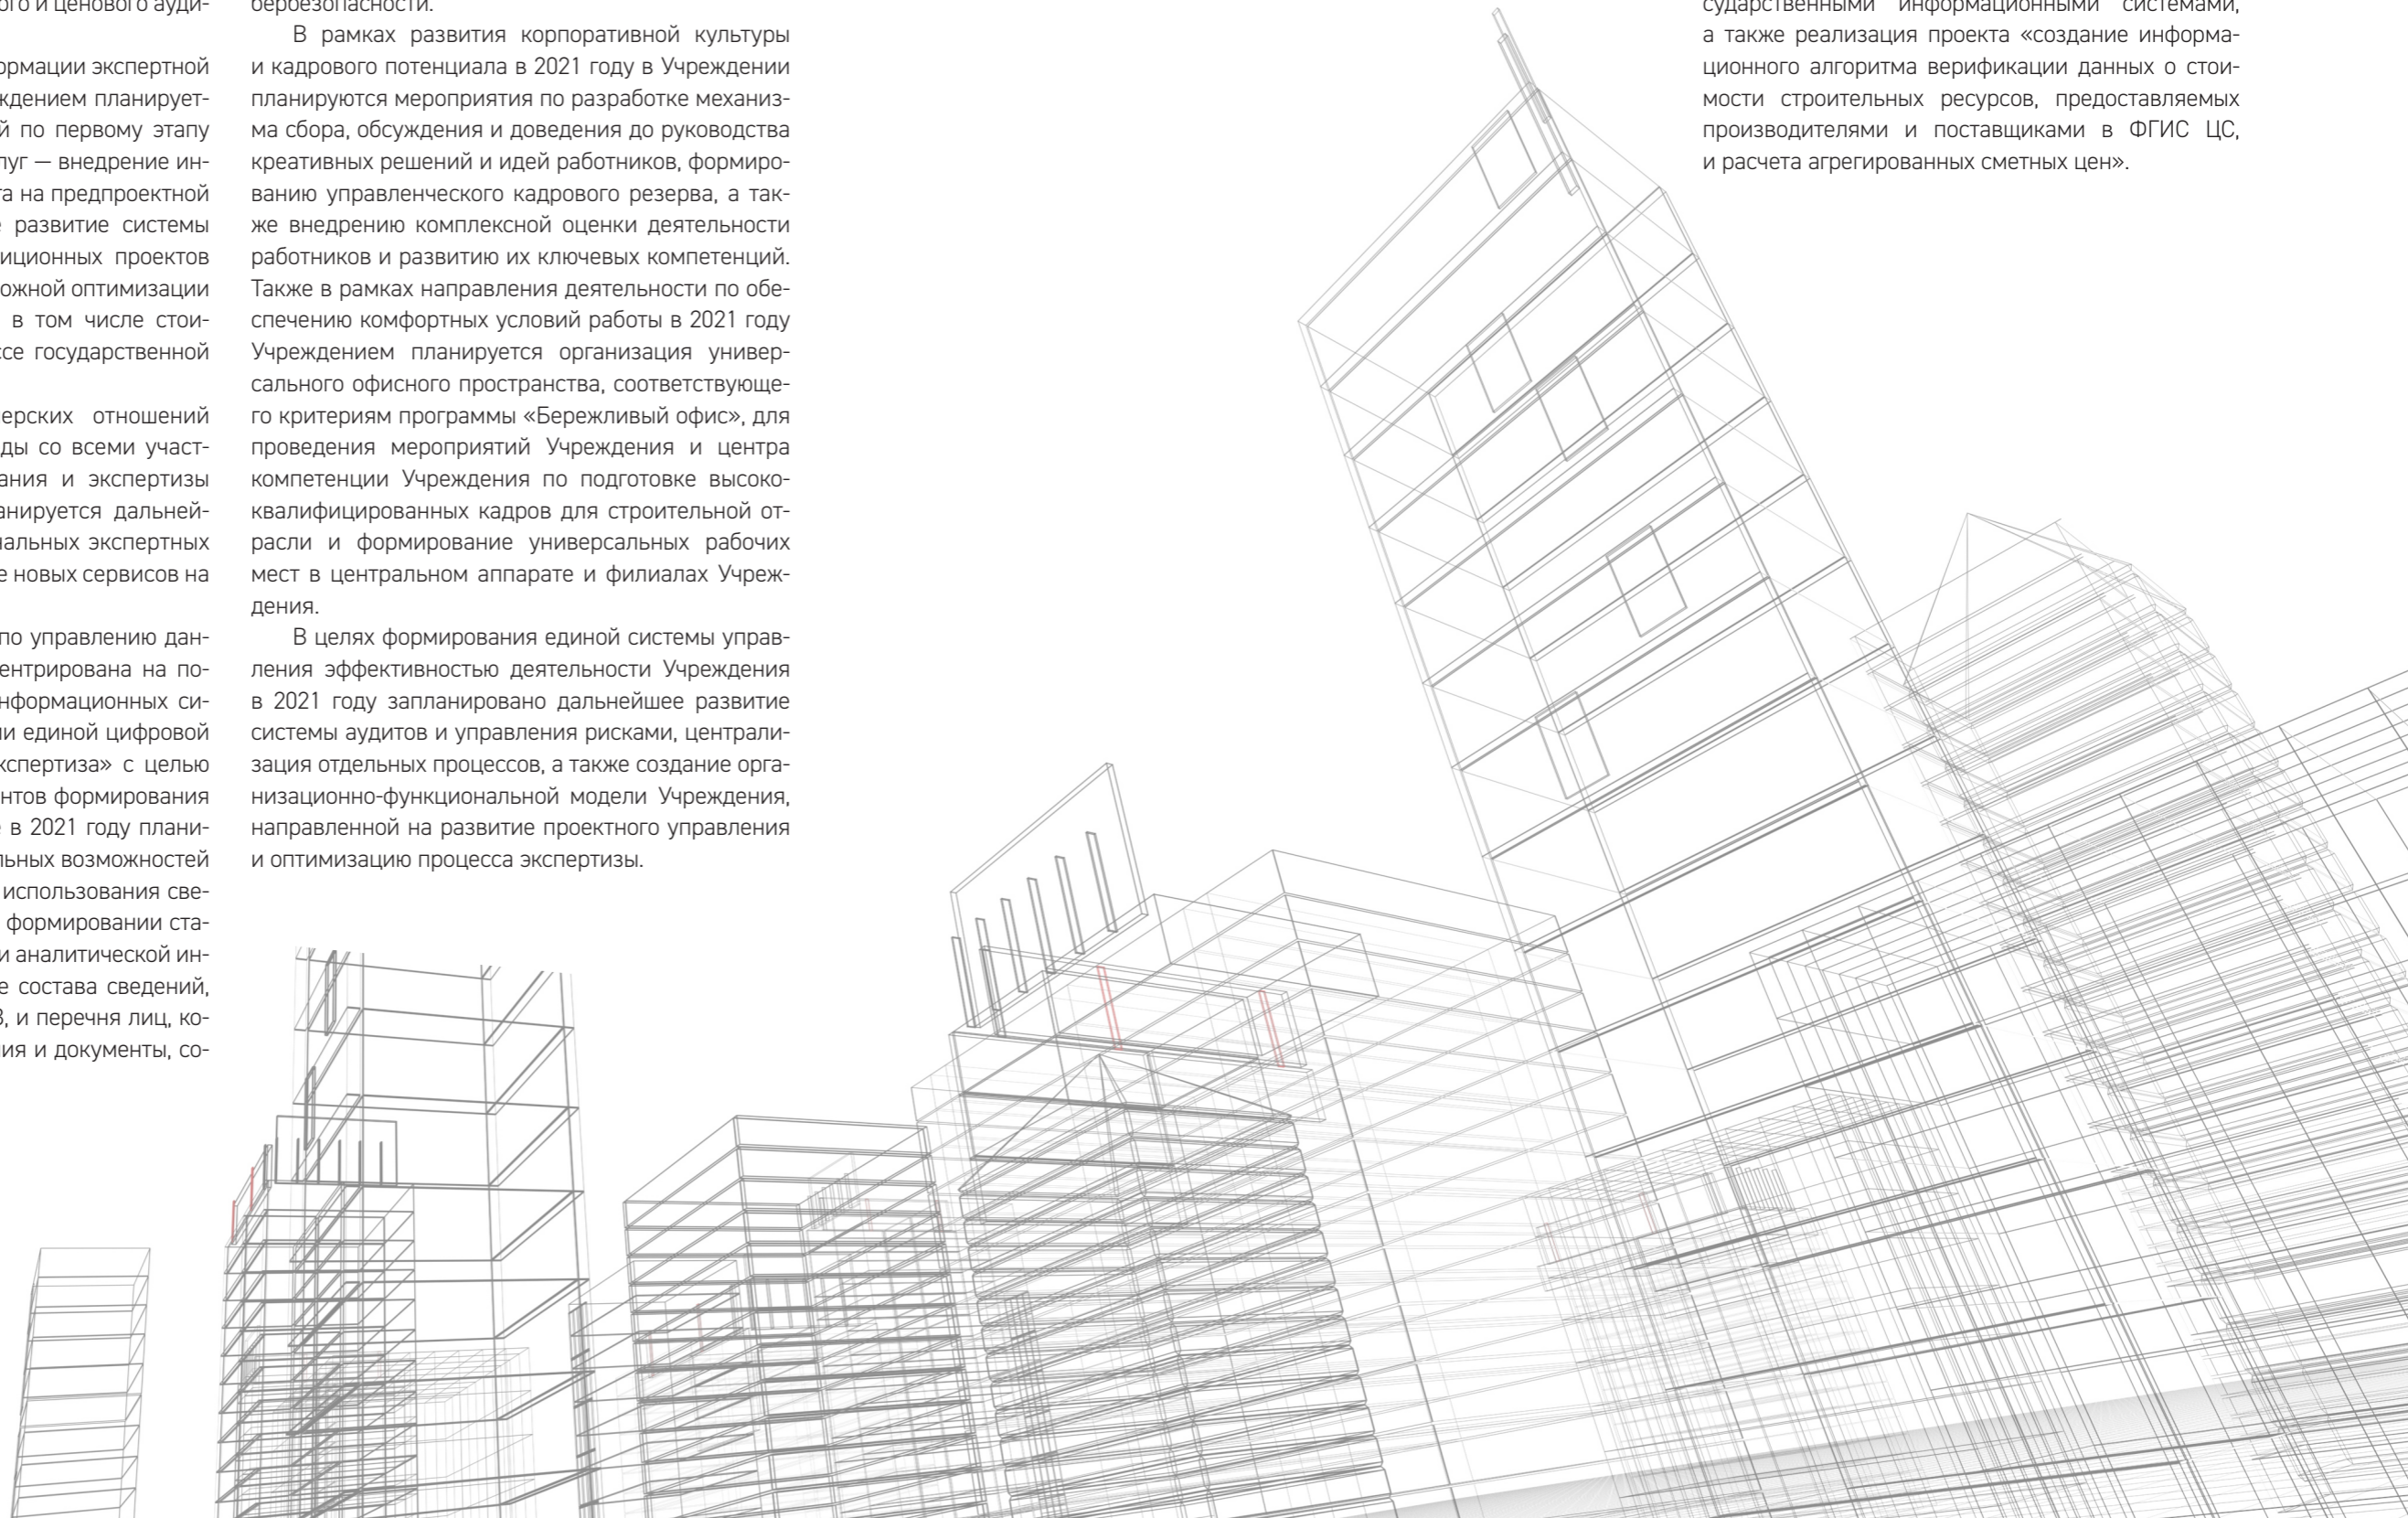 ого и ценового ауди-
ормации экспертной
ждением планирует-
й по первому этапу
луг — внедрение ин-
та на предпроектной
е развитие системы
иционных проектов
ожной оптимизации
в том числе стои-
ссе государственной
ерских отношений
ды со всеми участ-
ания и экспертизы
анируется дальней-
нальных экспертных
е новых сервисов на
по управлению дан-
ентрирована на по-
нформационных си-
ии единой цифровой
кспертиза» с целью
нтов формирования
е в 2021 году плани-
льных возможностей
использования све-
формировании ста-
и аналитической ин-
е состава сведений,
В, и перечня лиц, ко-
ия и документы, со-
бербезопасности.
В рамках развития корпоративной культуры
и кадрового потенциала в 2021 году в Учреждении
планируются мероприятия по разработке механиз-
ма сбора, обсуждения и доведения до руководства
креативных решений и идей работников, формиро-
ванию управленческого кадрового резерва, а так-
же внедрению комплексной оценки деятельности
работников и развитию их ключевых компетенций.
Также в рамках направления деятельности по обе-
спечению комфортных условий работы в 2021 году
Учреждением планируется организация универ-
сального офисного пространства, соответствующе-
го критериям программы «Бережливый офис», для
проведения мероприятий Учреждения и центра
компетенции Учреждения по подготовке высоко-
квалифицированных кадров для строительной от-
расли и формирование универсальных рабочих
мест в центральном аппарате и филиалах Учреж-
дения.
В целях формирования единой системы управ-
ления эффективностью деятельности Учреждения
в 2021 году запланировано дальнейшее развитие
системы аудитов и управления рисками, централи-
зация отдельных процессов, а также создание орга-
низационно-функциональной модели Учреждения,
направленной на развитие проектного управления
и оптимизацию процесса экспертизы.
сударственными информационными системами,
а также реализация проекта «создание информа-
ционного алгоритма верификации данных о стои-
мости строительных ресурсов, предоставляемых
производителями и поставщиками в ФГИС ЦС,
и расчета агрегированных сметных цен».